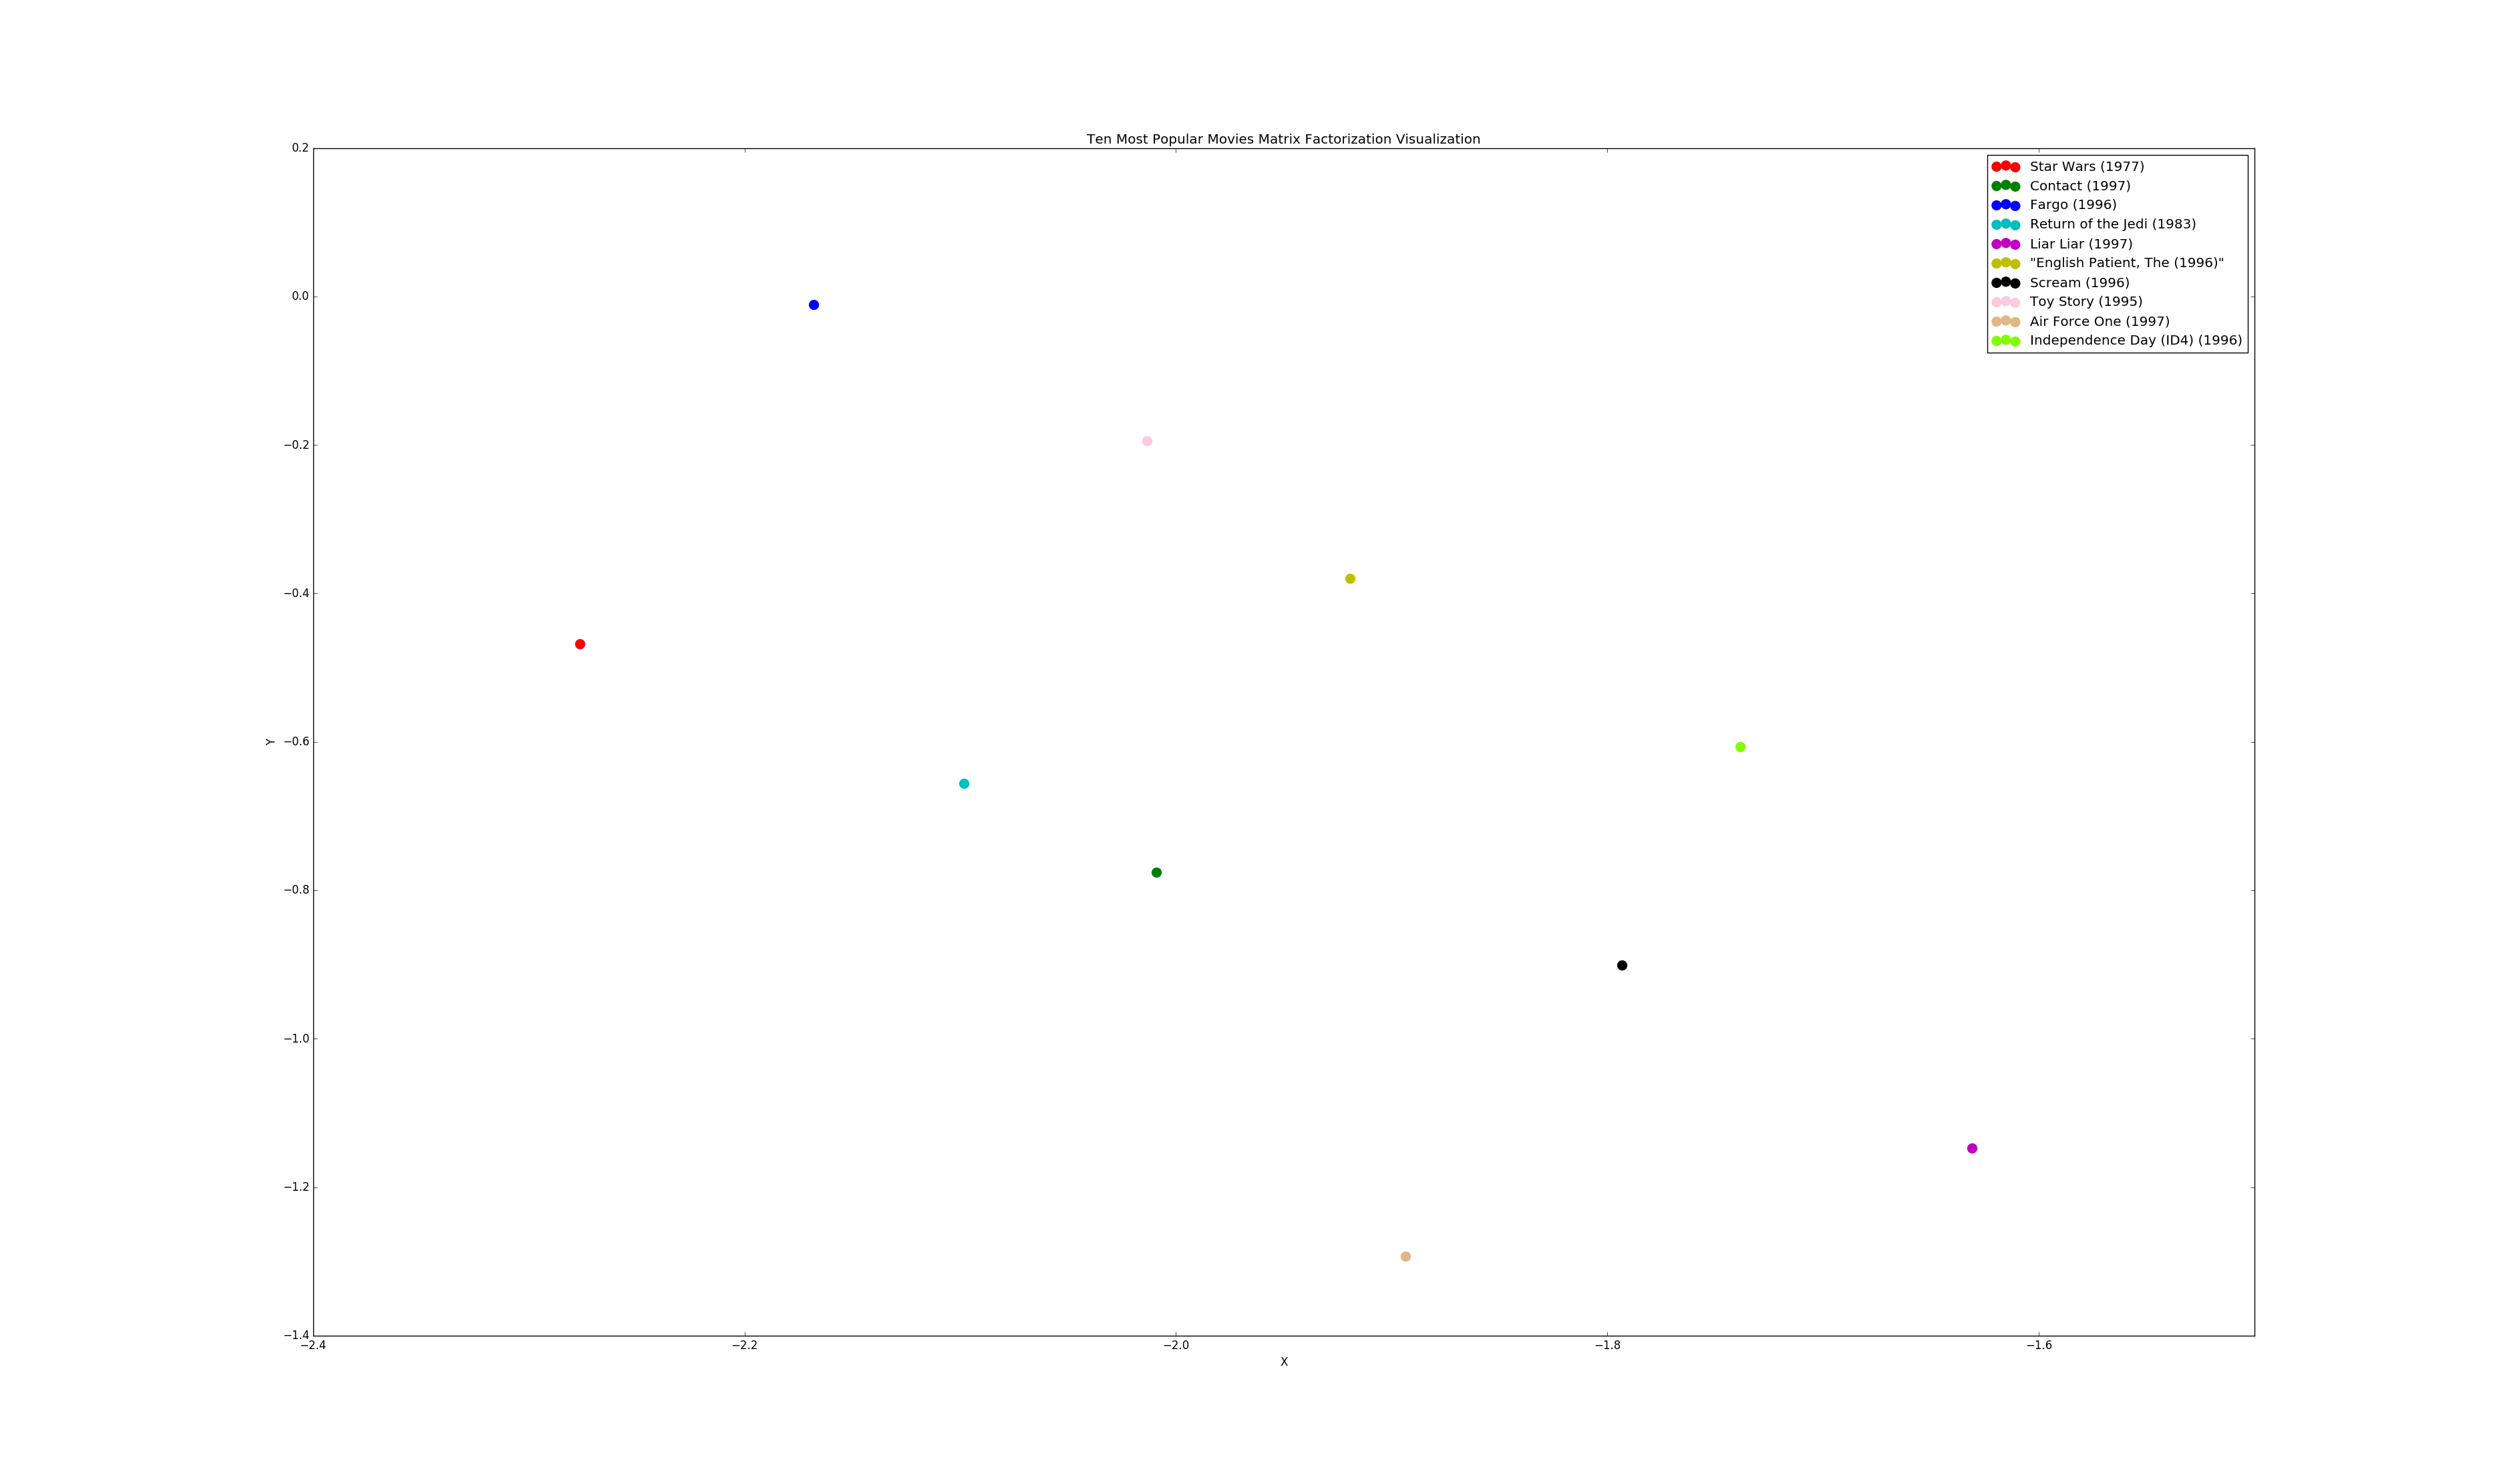 Ten Most Popular Movies Matrix Factorization Visualization
0.2
0.0
−0.2
−0.4
−0.6
−0.8
−1.0
−1.2
−1.4
Y
Star Wars (1977)
Contact (1997)
Fargo (1996)
Return of the Jedi (1983)
Liar Liar (1997)
"English Patient, The (1996)"
Scream (1996)
Toy Story (1995)
Air Force One (1997)
Independence Day (ID4) (1996)
−2.4 −2.2 −2.0 −1.8 −1.6
X